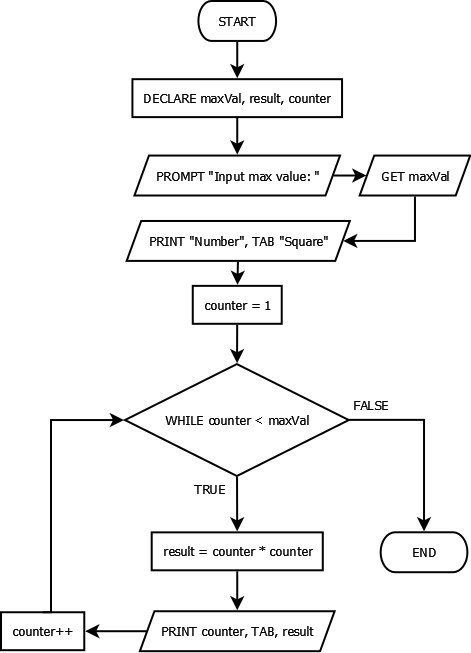 START
DECLARE maxVal, result, counter
PROMPT "Input max value: "
GET maxVal
PRINT "Number", TAB "Square"
counter = 1
WHILE counter < maxVal
FALSE
TRUE
result = counter * counter
END
PRINT counter, TAB, result
counter++